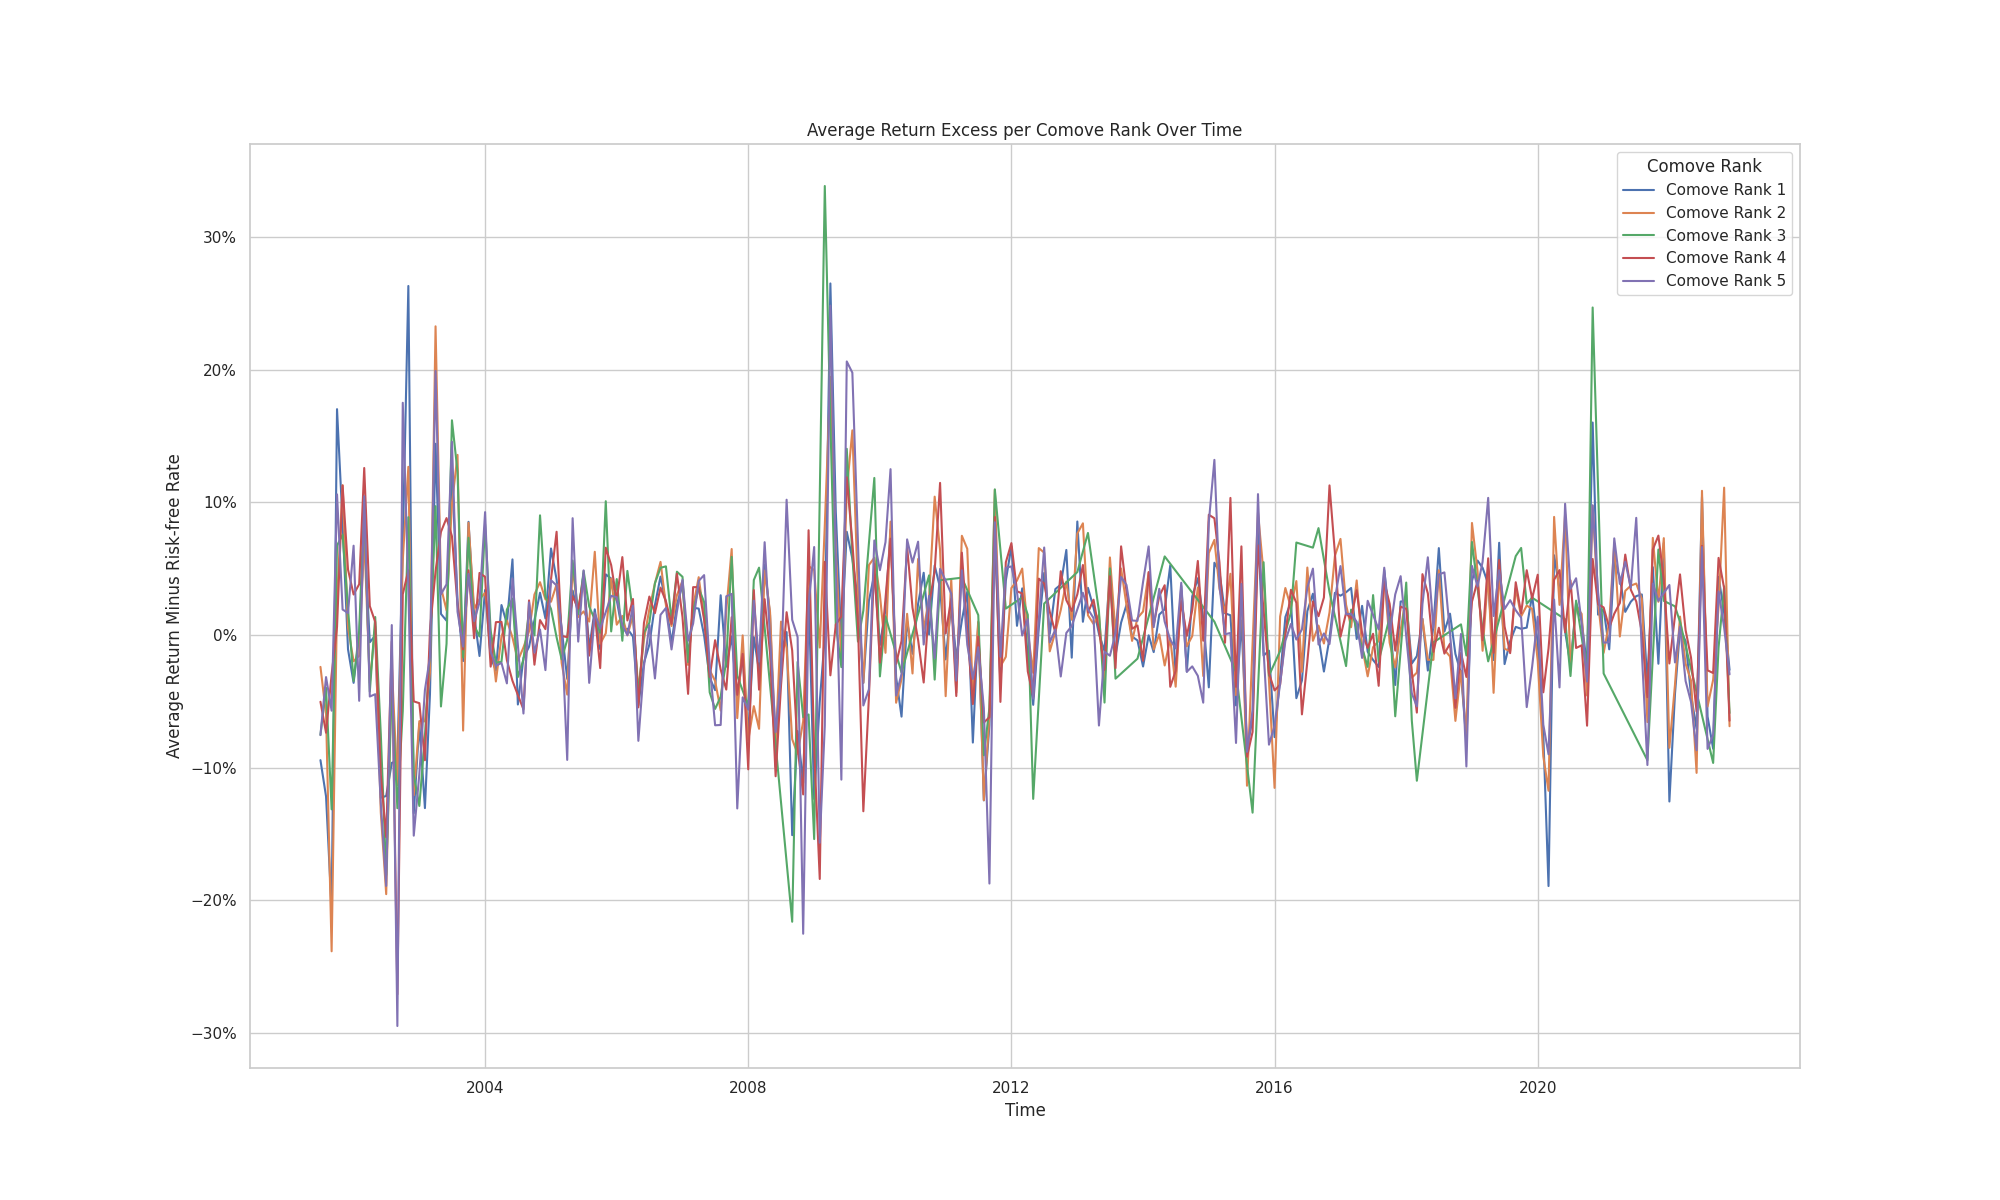 Average Return Excess per Comove Rank Over Time
Comove Rank
Comove Rank 1
Comove Rank 2
Comove Rank 3
Comove Rank 4
Comove Rank 5
Average Return Minus Risk-free Rate
30%
20%
10%
0%
−10%
−20%
−30%
2004
2008
2012
2016
2020
Time